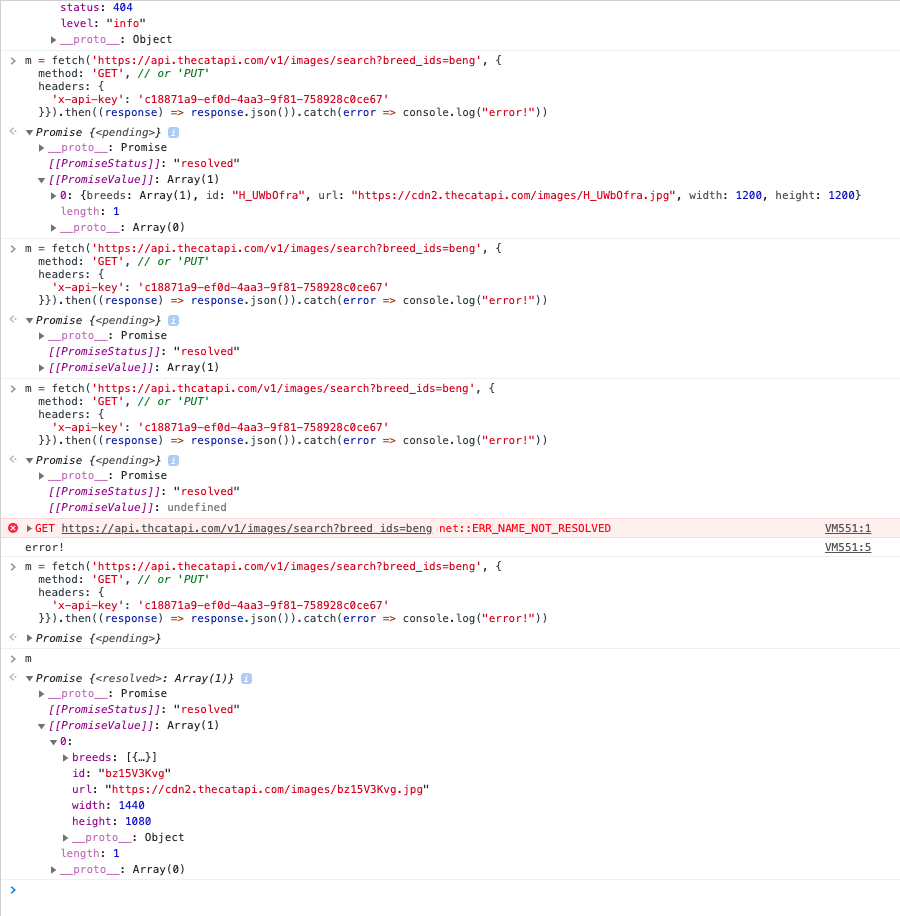 status: 404
level: "info"
__proto__: Object
m = fetch('https://api.thecatapi.com/v1/images/search?breed_ids=beng', {
method: 'GET', // or 'PUT'
headers: {
'x-api-key': 'c18871a9-ef0d-4aa3-9f81-758928c0ce67'
}}).then((response) => response.json()).catch(error => console.log("error!"))
Promise {<pending>} i
__proto__: Promise
[[PromiseStatus]]: "resolved"
[[PromiseValue]]: Array(1)
0: {breeds: Array(1), id: "H_UWbOfra", url: "https://cdn2.thecatapi.com/images/H_UWbOfra.jpg", width: 1200, height: 1200}
length: 1
__proto__: Array(0)
m = fetch('https://api.thecatapi.com/v1/images/search?breed_ids=beng', {
method: 'GET', // or 'PUT'
headers: {
'x-api-key': 'c18871a9-ef0d-4aa3-9f81-758928c0ce67'
}}).then((response) => response.json()).catch(error => console.log("error!"))
Promise {<pending>} i
__proto__: Promise
[[PromiseStatus]]: "resolved"
[[PromiseValue]]: Array(1)
m = fetch('https://api.thcatapi.com/v1/images/search?breed_ids=beng', {
method: 'GET', // or 'PUT'
headers: {
'x-api-key': 'c18871a9-ef0d-4aa3-9f81-758928c0ce67'
}}).then((response) => response.json()).catch(error => console.log("error!"))
Promise {<pending>} i
__proto__: Promise
[[PromiseStatus]]: "resolved"
[[PromiseValue]]: undefined
GET https://api.thcatapi.com/v1/images/search?breed_ids=beng net::ERR_NAME_NOT_RESOLVED VM551:1
error! VM551:5
m = fetch('https://api.thecatapi.com/v1/images/search?breed_ids=beng', {
method: 'GET', // or 'PUT'
headers: {
'x-api-key': 'c18871a9-ef0d-4aa3-9f81-758928c0ce67'
}}).then((response) => response.json()).catch(error => console.log("error!"))
Promise {<pending>}
m
Promise {<resolved>: Array(1)} i
__proto__: Promise
[[PromiseStatus]]: "resolved"
[[PromiseValue]]: Array(1)
0:
breeds: [{…}]
id: "bz15V3Kvg"
url: "https://cdn2.thecatapi.com/images/bz15V3Kvg.jpg"
width: 1440
height: 1080
__proto__: Object
length: 1
__proto__: Array(0)